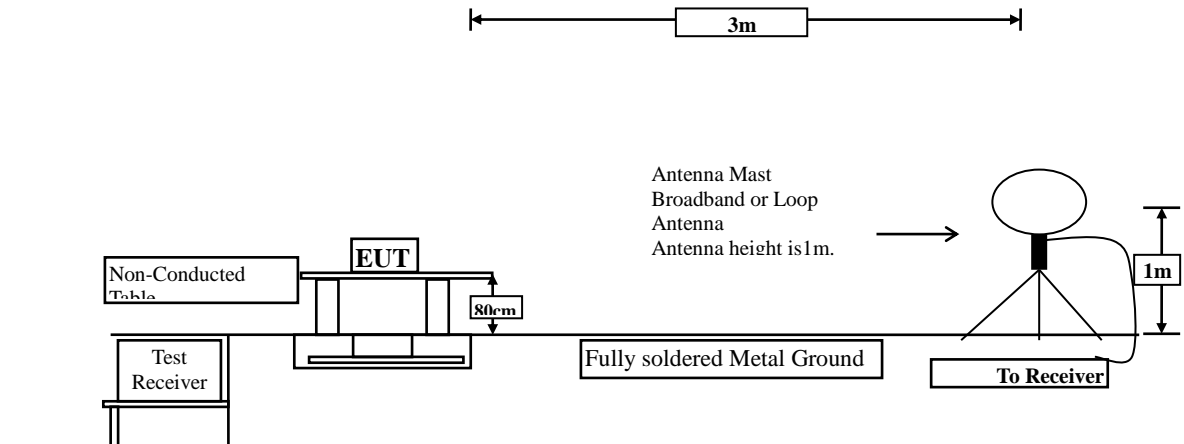 3m
Antenna Mast
Broadband or Loop
Antenna
Antenna height is1m.
EUT
Non-Conducted
Table
80cm
1m
Test
Receiver
Fully soldered Metal Ground
To Receiver